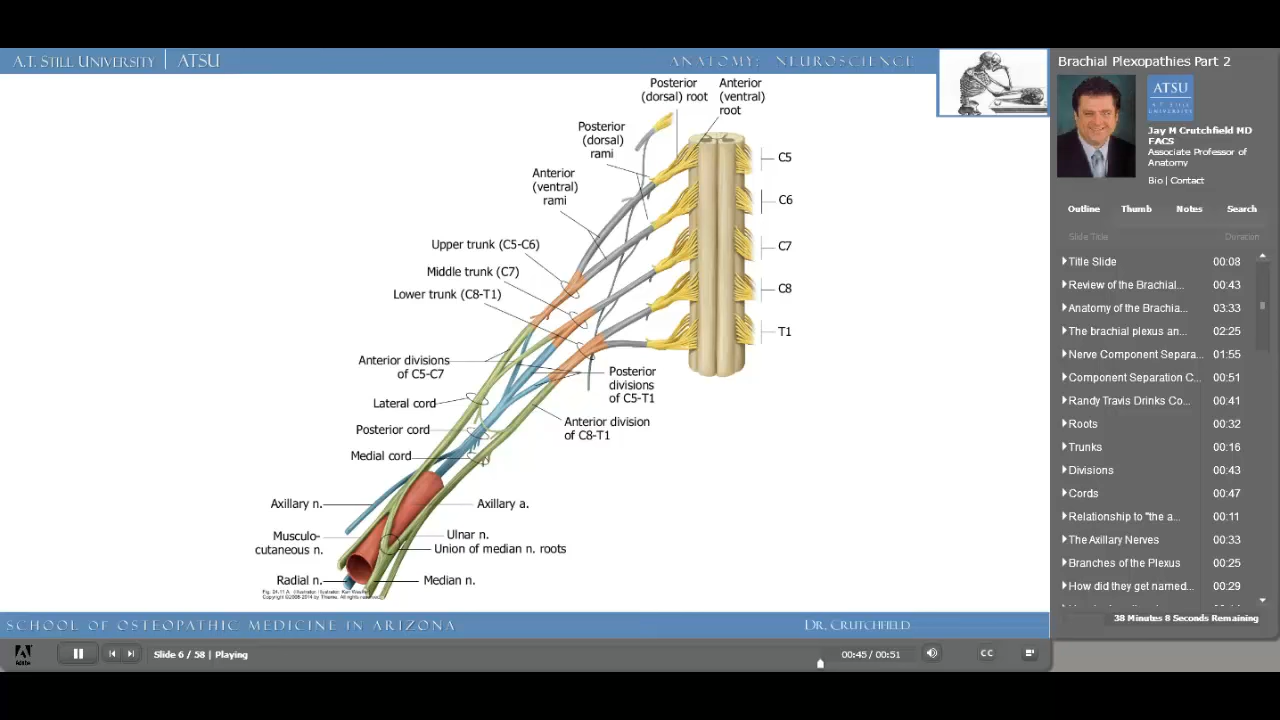 A.T. STILL UNIVERSITY | ATSU
ANATOMY: NEUROSCIENCE
Posterior
(dorsal) root
Anterior
(ventral)
root
Posterior
(dorsal)
rami
Anterior
(ventral)
rami
C5
C6
C7
C8
T1
Upper trunk (C5-C6)
Middle trunk (C7)
Lower trunk (C8-T1)
Anterior divisions
of C5-C7
Posterior
divisions
of C5-T1
Lateral cord
Anterior division
of C8-T1
Posterior cord
Medial cord
Axillary n.
Axillary a.
Musculo-
cutaneous n.
Ulnar n.
Union of median n. roots
Radial n.
Median n.
SCHOOL OF OSTEOPATHIC MEDICINE IN ARIZONA
DR. CRUTCHFIELD
Adobe
Slide 6 / 58 | Playing
00:45 / 00:51
CC
Brachial Plexopathies Part 2
ATSU
A.T. STILL
UNIVERSITY
Jay M Crutchfield MD
FACS
Associate Professor of
Anatomy
Bio | Contact
Outline Thumb Notes Search
Slide Title Duration
Title Slide 00:08
Review of the Brachial... 00:43
Anatomy of the Brachia... 03:33
The brachial plexus an... 02:25
Nerve Component Separa... 01:55
Component Separation C... 00:51
Randy Travis Drinks Co... 00:41
Roots 00:32
Trunks 00:16
Divisions 00:43
Cords 00:47
Relationship to "the a... 00:11
The Axillary Nerves 00:33
Branches of the Plexus 00:25
How did they get named... 00:29
38 Minutes 8 Seconds Remaining